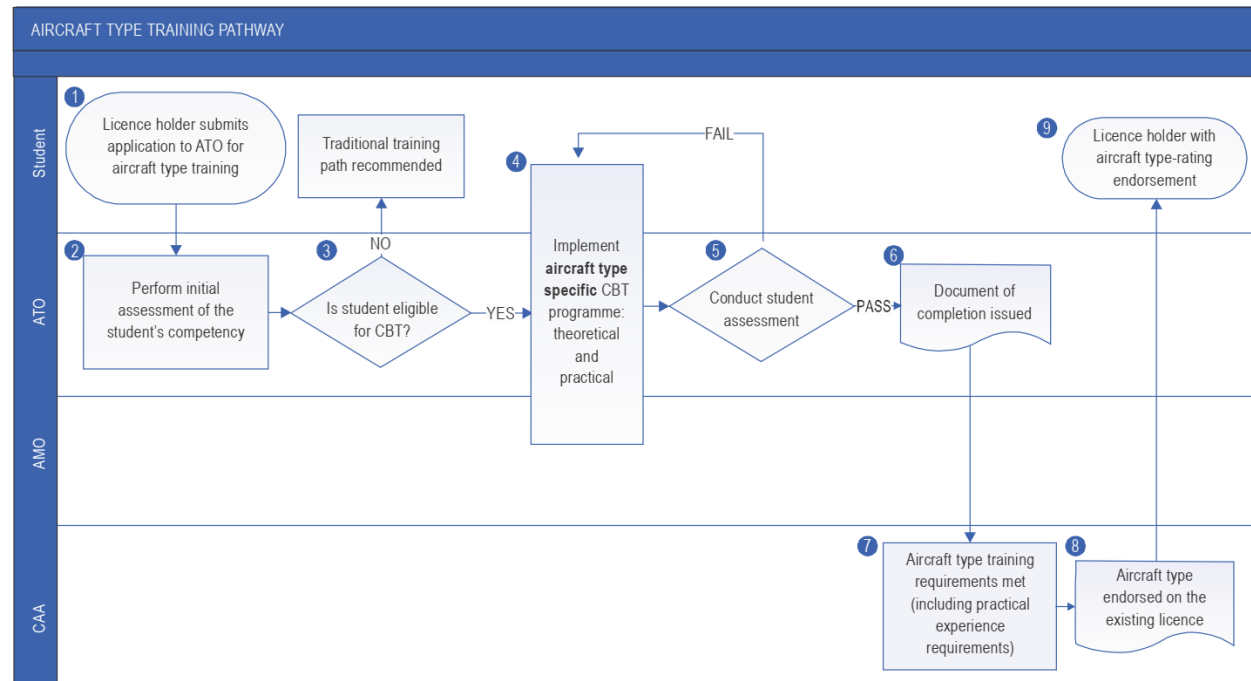 AIRCRAFT TYPE TRAINING PATHWAY
Student
1
Licence holder submits
application to ATO for
aircraft type training
Traditional training
path recommended
4
FAIL
9
Licence holder with
aircraft type-rating
endorsement
ATO
2
Perform initial
assessment of the
student's competency
3
NO
Is student eligible
for CBT?
YES
Implement
aircraft type
specific CBT
programme:
theoretical
and
practical
5
Conduct student
assessment
PASS
6
Document of
completion issued
AMO
CAA
7
Aircraft type training
requirements met
(including practical
experience
requirements)
8
Aircraft type
endorsed on the
existing licence